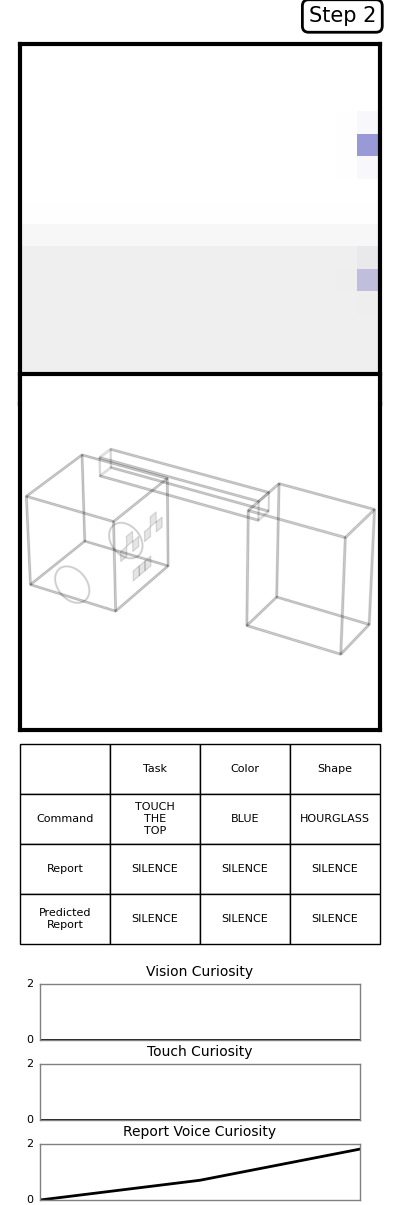 Step 2
Task Color Shape
Command TOUCH THE TOP BLUE HOURGLASS
Report SILENCE SILENCE SILENCE
Predicted Report SILENCE SILENCE SILENCE
Vision Curiosity
2
0
Touch Curiosity
2
0
Report Voice Curiosity
2
0